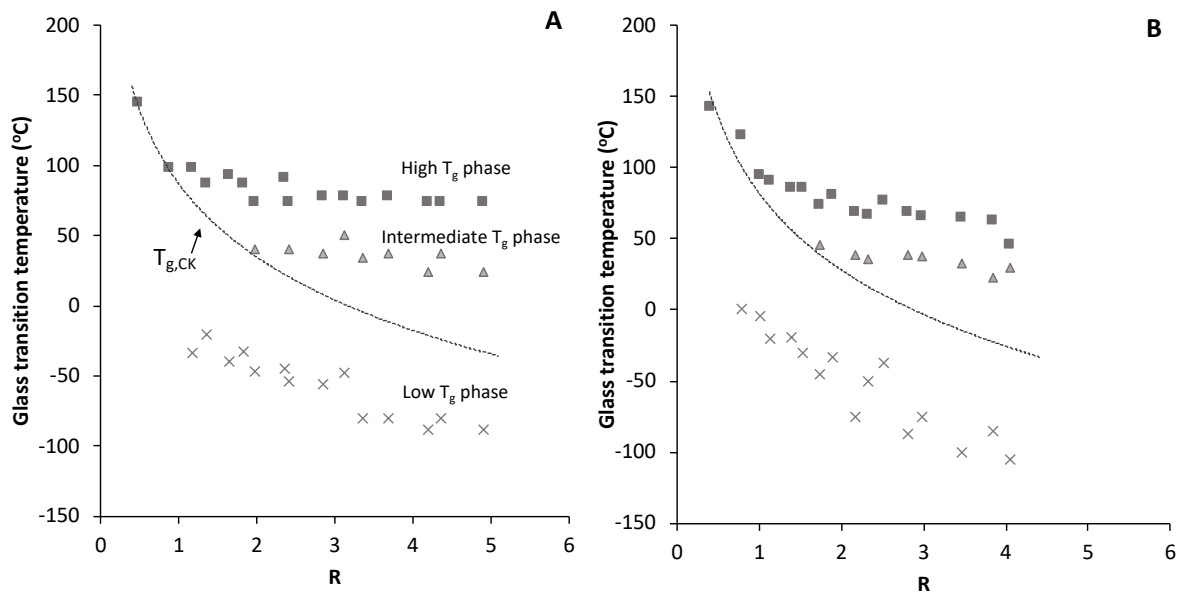 A
200
150
100
50
0
-50
-100
-150
Glass transition temperature (ºC)
High Tg phase
Intermediate Tg phase
Tg,CK
Low Tg phase
0 1 2 3 4 5 6
R
B
200
150
100
50
0
-50
-100
-150
Glass transition temperature (ºC)
0 1 2 3 4 5 6
R